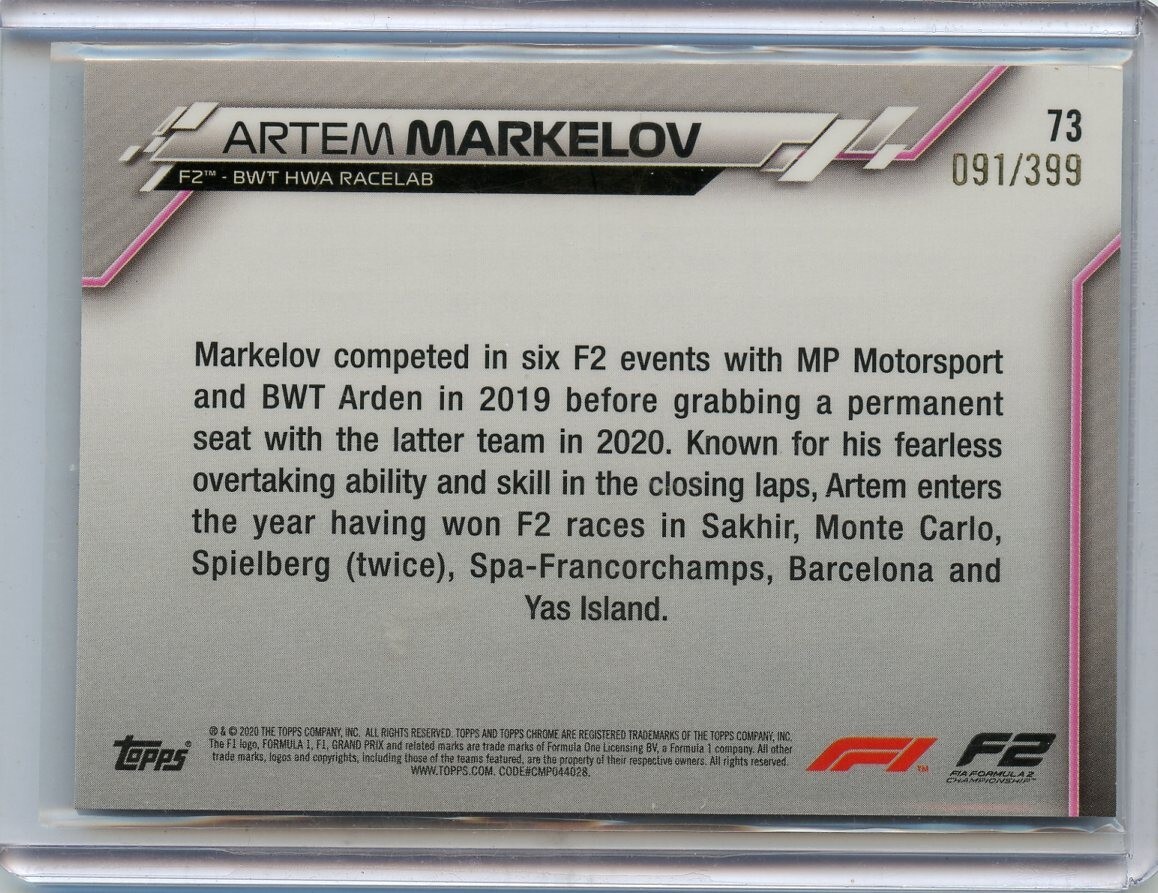 ARTEM MARKELOV
73
F2™ - BWT HWA RACELAB
091/399
Markelov competed in six F2 events with MP Motorsport
and BWT Arden in 2019 before grabbing a permanent
seat with the latter team in 2020. Known for his fearless
overtaking ability and skill in the closing laps, Artem enters
the year having won F2 races in Sakhir, Monte Carlo,
Spielberg (twice), Spa-Francorchamps, Barcelona and
Yas Island.
® & © 2020 THE TOPPS COMPANY, INC. ALL RIGHTS RESERVED. TOPPS AND TOPPS CHROME ARE REGISTERED TRADEMARKS OF THE TOPPS COMPANY, INC.
The F1 logo, FORMULA 1, F1, GRAND PRIX and related marks are trade marks of Formula One Licensing BV, a Formula 1 company. All other
trade marks, logos and copyrights, including those of the teams featured, are the property of their respective owners. All rights reserved.
WWW.TOPPS.COM. CODE#CMP044028.
Topps®
F1™
F2
FIA FORMULA 2
CHAMPIONSHIP™